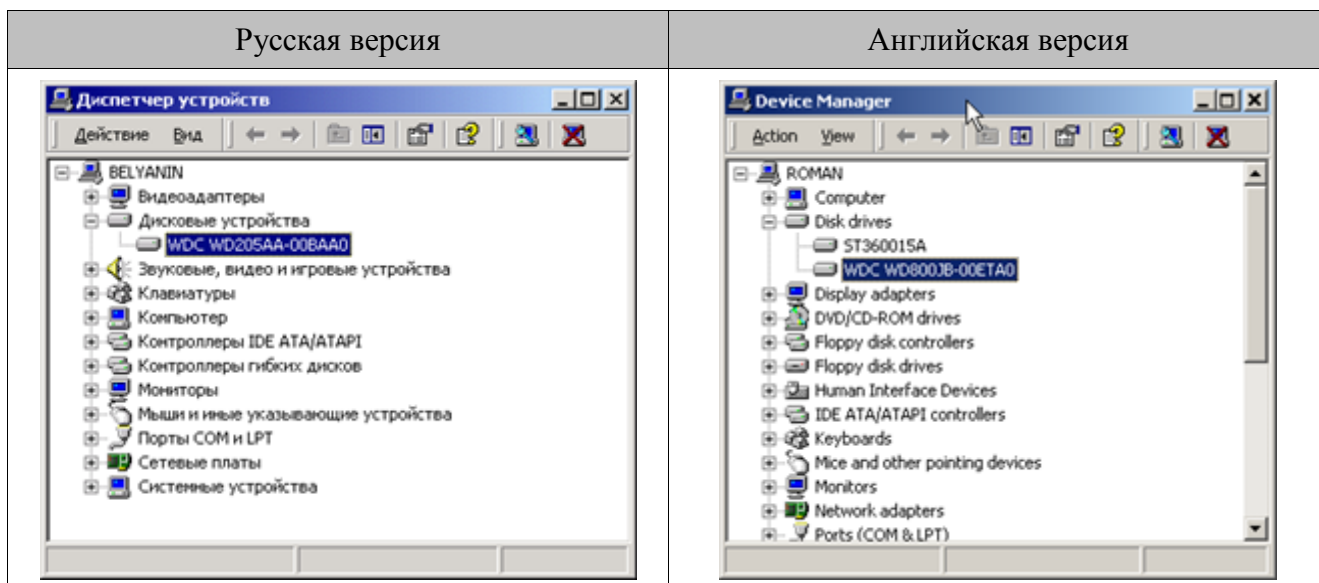 Русская версия
Английская версия
Диспетчер устройств
Действие Вид
BELYANIN
Видеоадаптеры
Дисковые устройства
WDC WD205AA-00BAA0
Звуковые, видео и игровые устройства
Клавиатуры
Компьютер
Контроллеры IDE ATA/ATAPI
Контроллеры гибких дисков
Мониторы
Мыши и иные указывающие устройства
Порты COM и LPT
Сетевые платы
Системные устройства
Device Manager
Action View
ROMAN
Computer
Disk drives
ST360015A
WDC WD800JB-00ETA0
Display adapters
DVD/CD-ROM drives
Floppy disk controllers
Floppy disk drives
Human Interface Devices
IDE ATA/ATAPI controllers
Keyboards
Mice and other pointing devices
Monitors
Network adapters
Ports (COM & LPT)